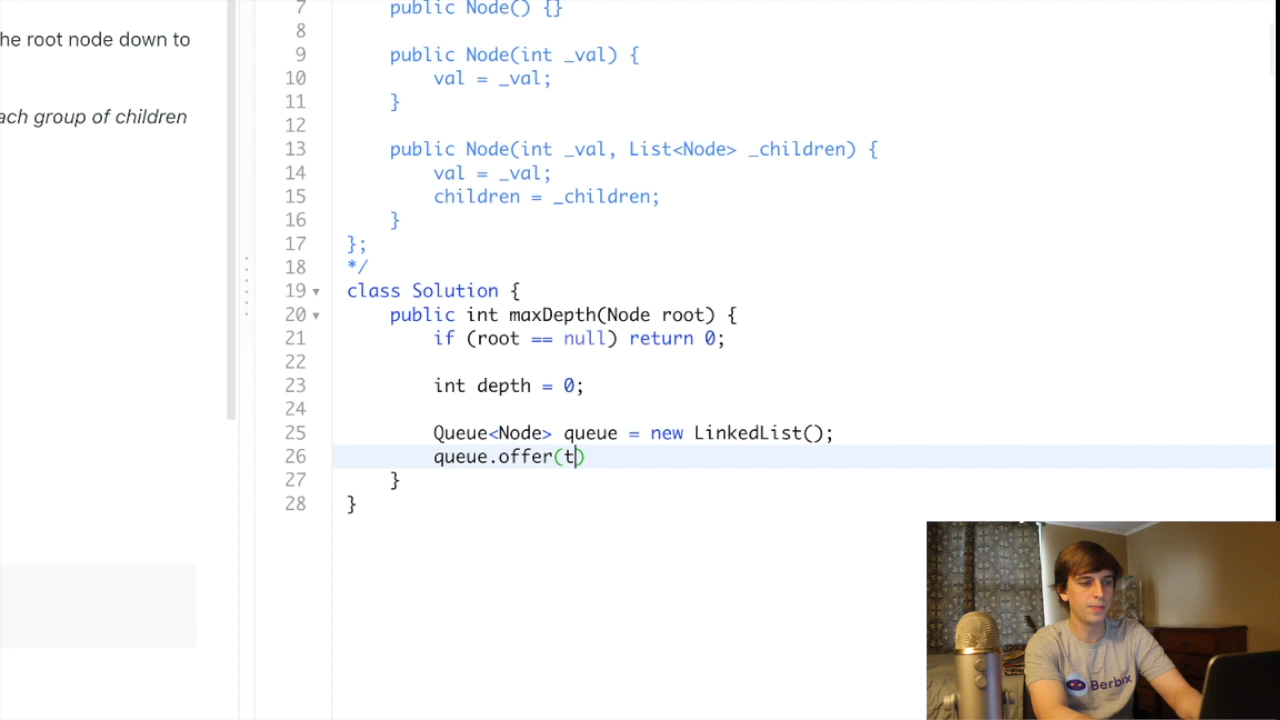 he root node down to
ach group of children
7 public Node() {}
8
9 public Node(int _val) {
10 val = _val;
11 }
12
13 public Node(int _val, List<Node> _children) {
14 val = _val;
15 children = _children;
16 }
17 };
18 */
19 class Solution {
20 public int maxDepth(Node root) {
21 if (root == null) return 0;
22
23 int depth = 0;
24
25 Queue<Node> queue = new LinkedList();
26 queue.offer(t)
27 }
28 }
Berbix